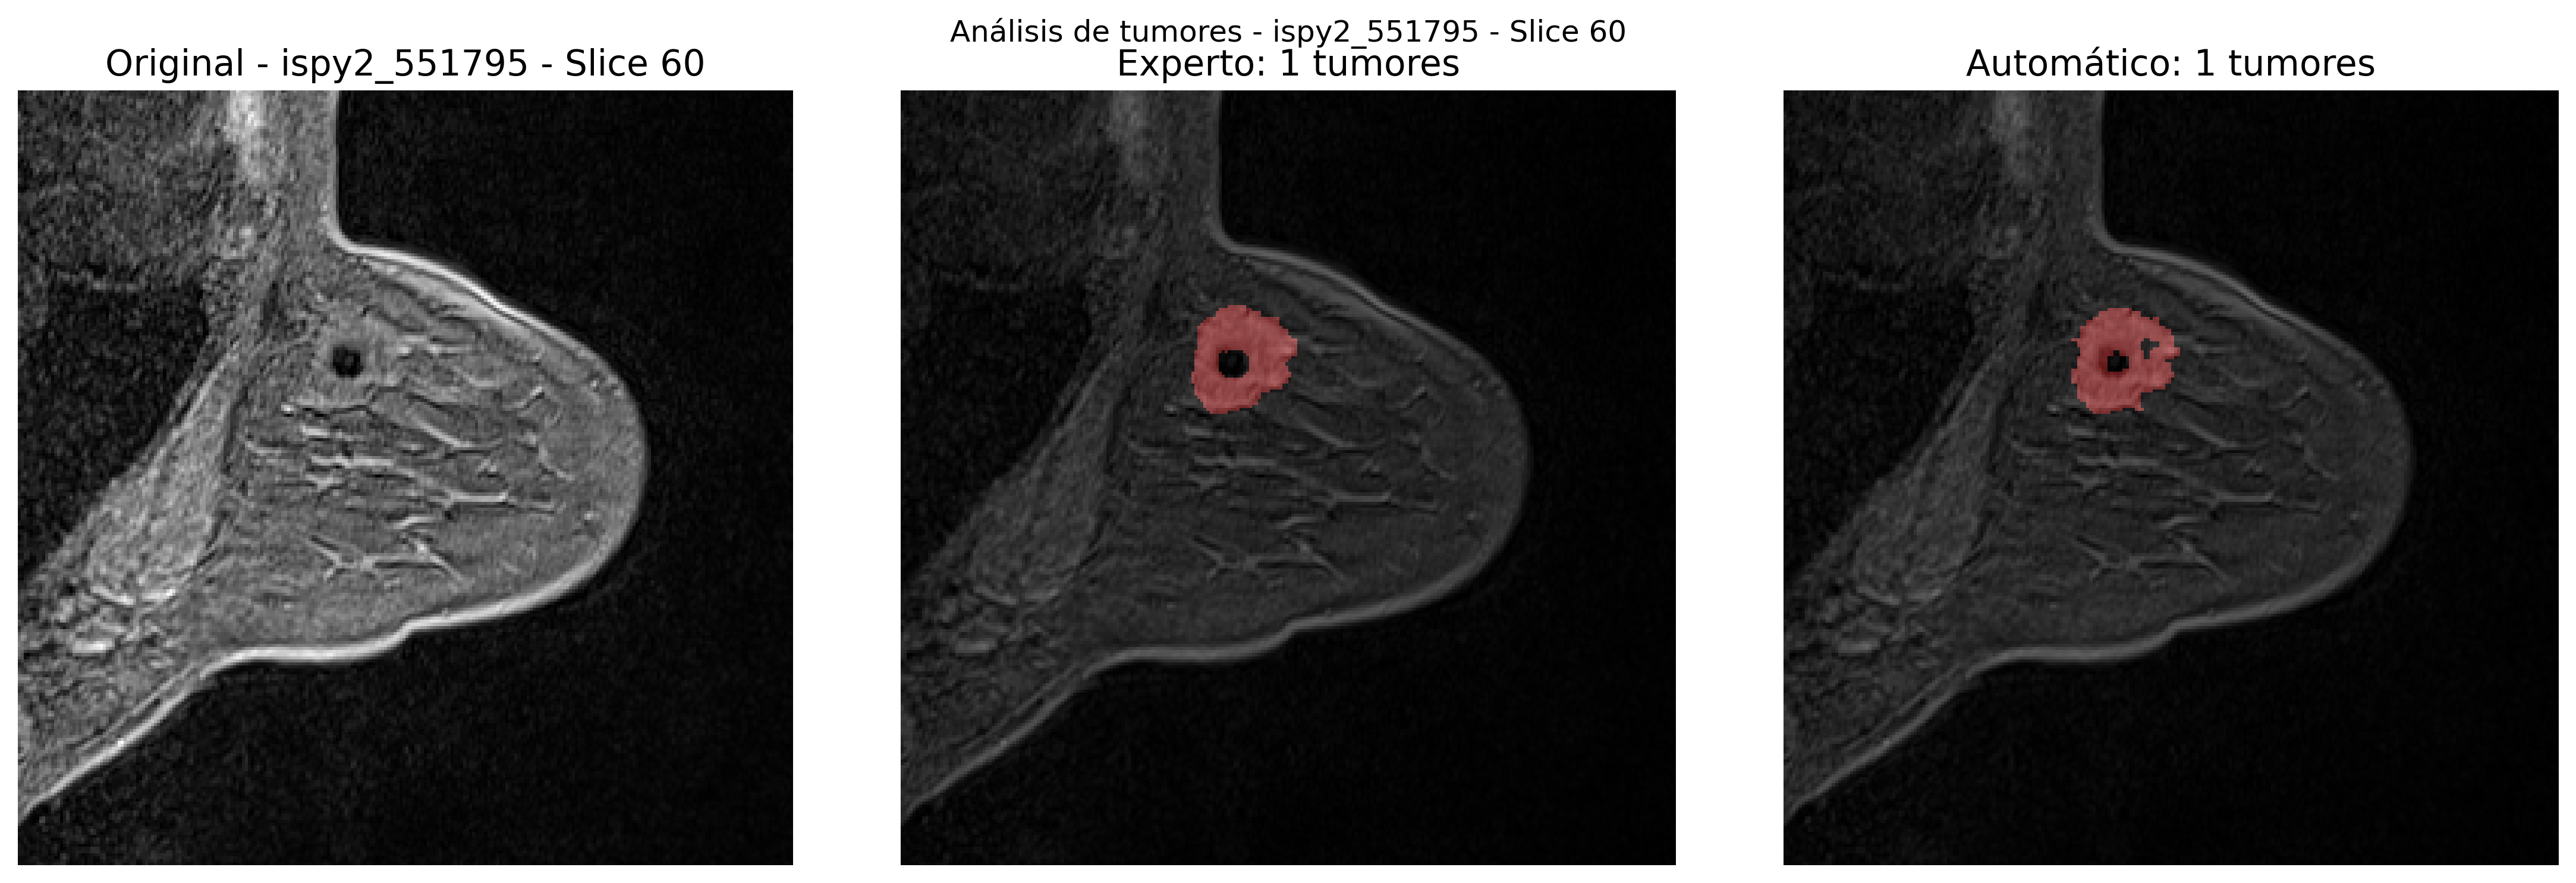 Análisis de tumores - ispy2_551795 - Slice 60
Original - ispy2_551795 - Slice 60
Experto: 1 tumores
Automático: 1 tumores